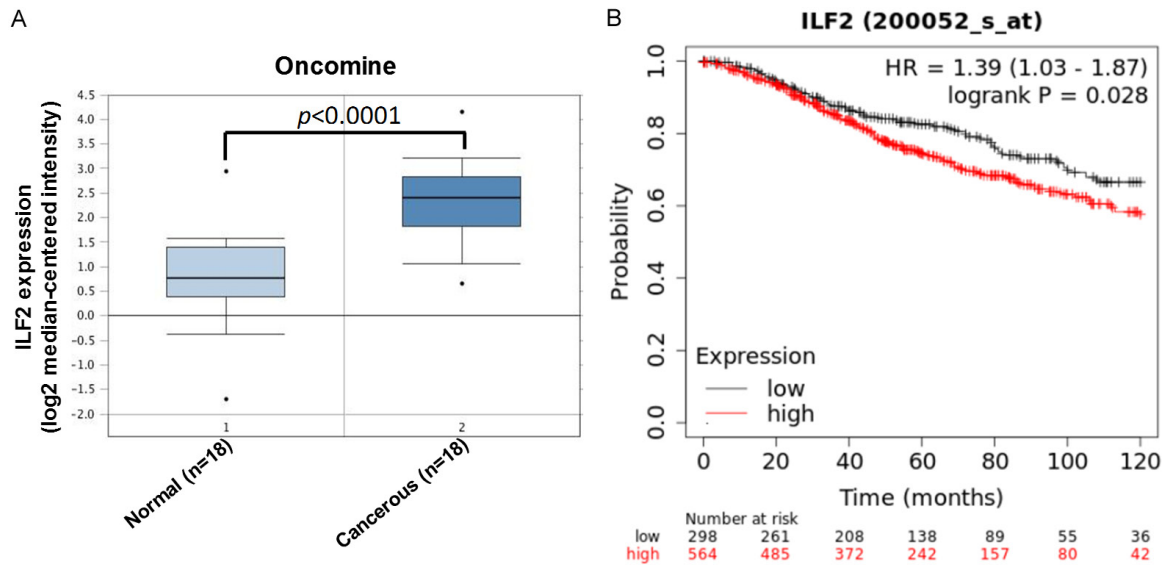 A
Oncomine
ILF2 expression
(log2 median-centered intensity)
4.5
4.0
3.5
3.0
2.5
2.0
1.5
1.0
0.5
0.0
-0.5
-1.0
-1.5
-2.0
p<0.0001
1
2
Normal (n=18)
Cancerous (n=18)
B
ILF2 (200052_s_at)
HR = 1.39 (1.03 - 1.87)
logrank P = 0.028
Probability
1.0
0.8
0.6
0.4
0.2
0.0
Expression
low
high
0 20 40 60 80 100 120
Time (months)
Number at risk
low 298 261 208 138 89 55 36
high 564 485 372 242 157 80 42